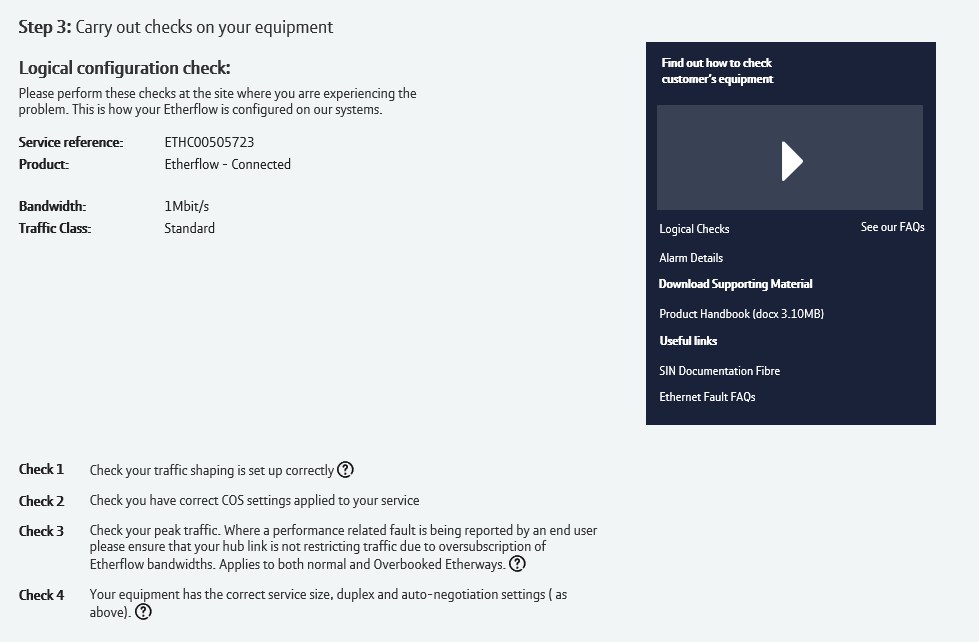 Step 3: Carry out checks on your equipment
Logical configuration check:
Please perform these checks at the site where you arre experiencing the
problem. This is how your Etherflow is configured on our systems.
Service reference: ETHC00505723
Product: Etherflow - Connected
Bandwidth: 1Mbit/s
Traffic Class: Standard
Find out how to check
customer's equipment
Logical Checks
See our FAQs
Alarm Details
Download Supporting Material
Product Handbook (docx 3.10MB)
Useful links
SIN Documentation Fibre
Ethernet Fault FAQs
Check 1 Check your traffic shaping is set up correctly ?
Check 2 Check you have correct COS settings applied to your service
Check 3 Check your peak traffic. Where a performance related fault is being reported by an end user
please ensure that your hub link is not restricting traffic due to oversubscription of
Etherflow bandwidths. Applies to both normal and Overbooked Etherways. ?
Check 4 Your equipment has the correct service size, duplex and auto-negotiation settings ( as
above). ?